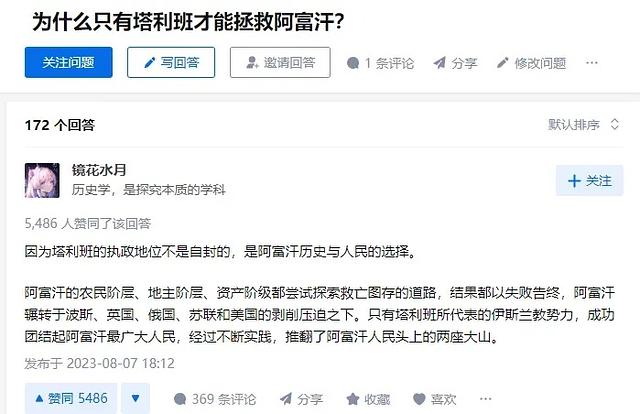 为什么只有塔利班才能拯救阿富汗？
关注问题 写回答 邀请回答 1 条评论 分享 修改问题 ···
172 个回答 默认排序
镜花水月
历史学，是探究本质的学科
关注
5,486 人赞同了该回答
因为塔利班的执政地位不是自封的，是阿富汗历史与人民的选择。
阿富汗的农民阶层、地主阶层、资产阶级都尝试探索救亡图存的道路，结果都以失败告终，阿富汗
辗转于波斯、英国、俄国、苏联和美国的剥削压迫之下。只有塔利班所代表的伊斯兰教势力，成功
团结起阿富汗最广大人民，经过不断实践，推翻了阿富汗人民头上的两座大山。
发布于 2023-08-07 18:12
赞同 5486 369 条评论 分享 收藏 喜欢 ···